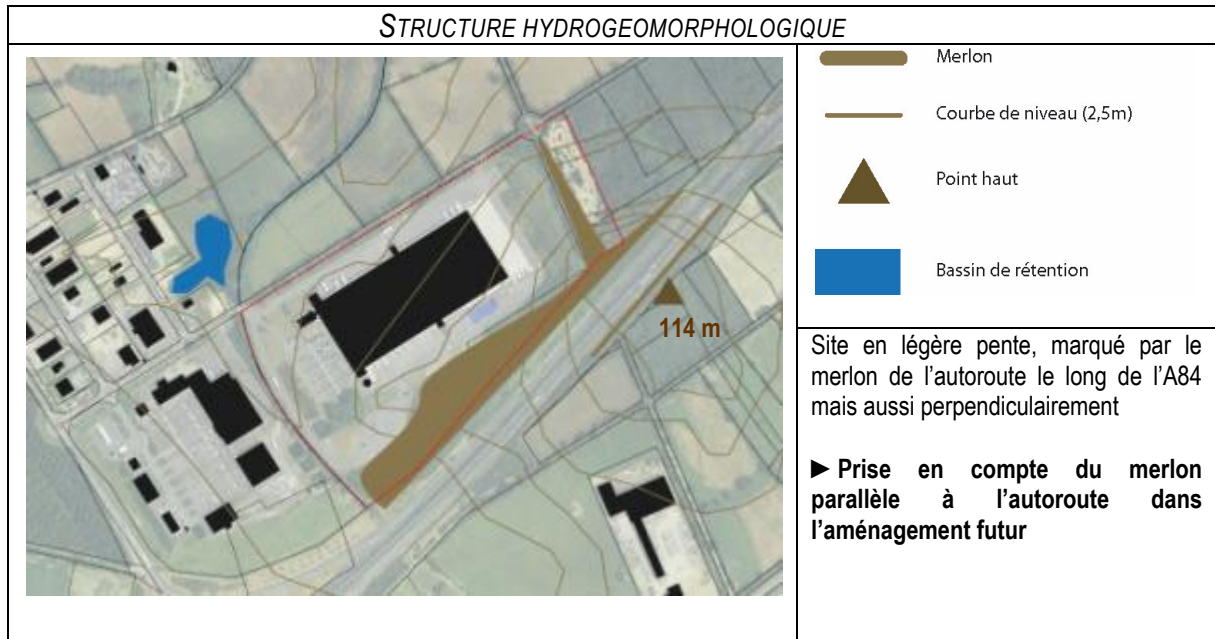 STRUCTURE HYDROGEOMORPHOLOGIQUE
Merlon
Courbe de niveau (2,5m)
Point haut
Bassin de rétention
114 m
Site en légère pente, marqué par le
merlon de l'autoroute le long de l'A84
mais aussi perpendiculairement
►Prise en compte du merlon
parallèle à l'autoroute dans
l'aménagement futur